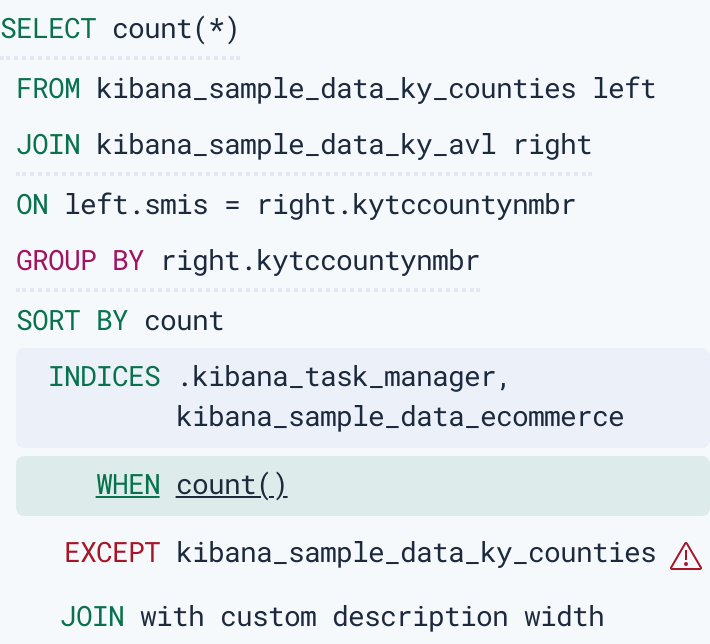 SELECT count(*)
FROM kibana_sample_data_ky_counties left
JOIN kibana_sample_data_ky_avl right
ON left.smis = right.kytccountynmbr
GROUP BY right.kytccountynmbr
SORT BY count
INDICES .kibana_task_manager,
kibana_sample_data_ecommerce
WHEN count()
EXCEPT kibana_sample_data_ky_counties
JOIN with custom description width